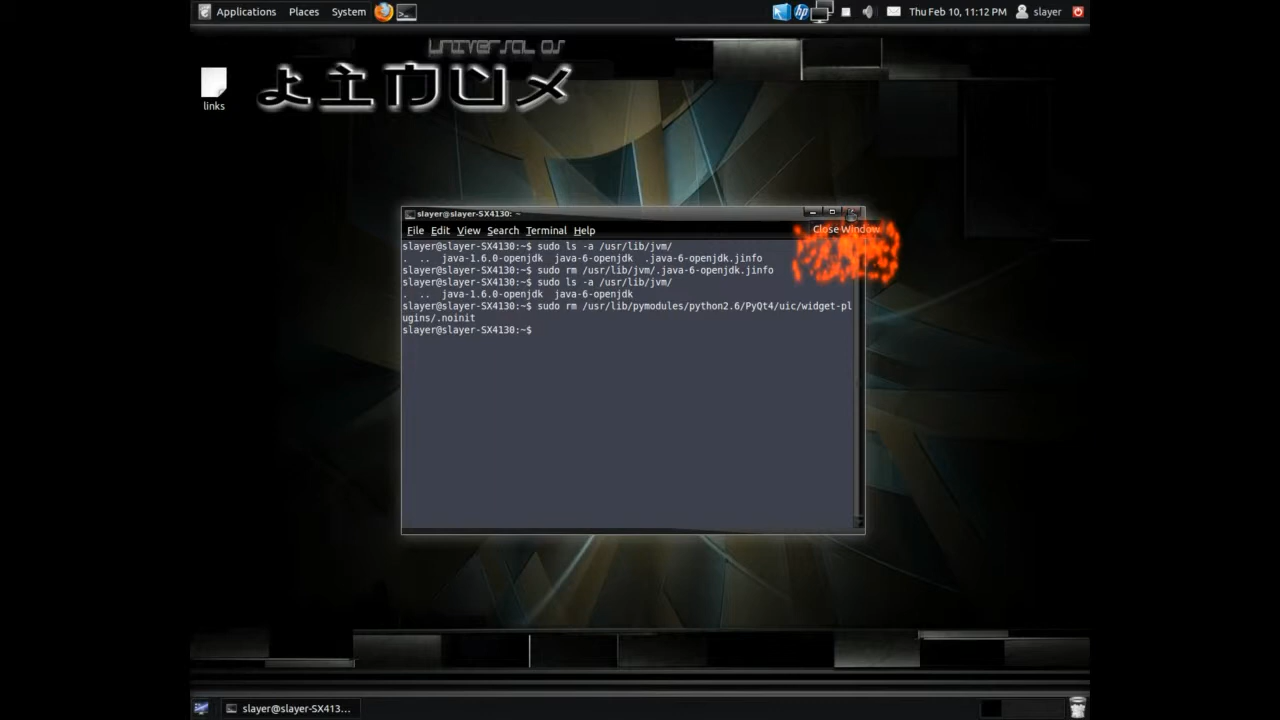 Applications Places System
Thu Feb 10, 11:12 PM slayer
UNIVERSAL OS
LINUX
links
slayer@slayer-SX4130: ~
Close Window
File Edit View Search Terminal Help
slayer@slayer-SX4130:~$ sudo ls -a /usr/lib/jvm/
. .. java-1.6.0-openjdk java-6-openjdk .java-6-openjdk.jinfo
slayer@slayer-SX4130:~$ sudo rm /usr/lib/jvm/.java-6-openjdk.jinfo
slayer@slayer-SX4130:~$ sudo ls -a /usr/lib/jvm/
. .. java-1.6.0-openjdk java-6-openjdk
slayer@slayer-SX4130:~$ sudo rm /usr/lib/pymodules/python2.6/PyQt4/uic/widget-pl
ugins/.noinit
slayer@slayer-SX4130:~$
slayer@slayer-SX413...